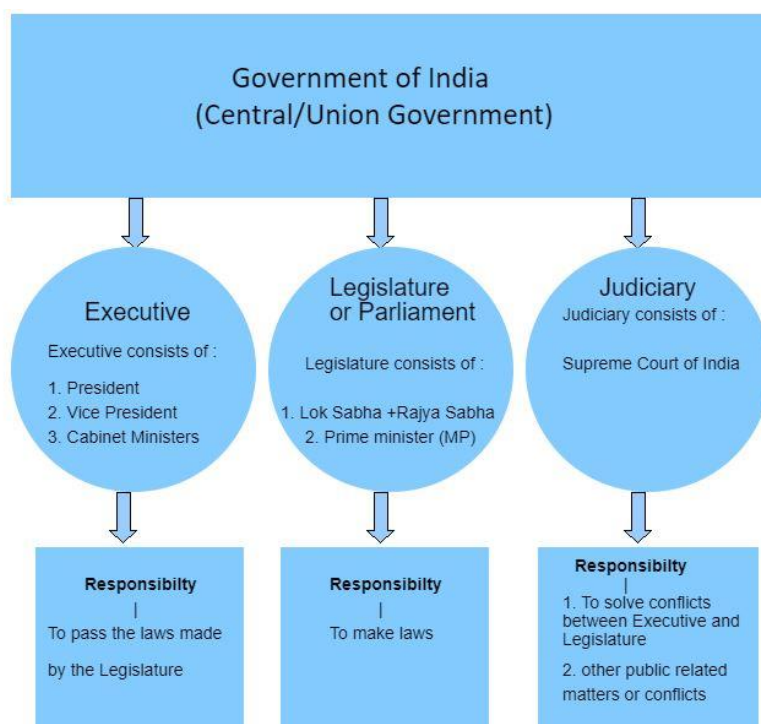 Government of India
(Central/Union Government)
Executive
Executive consists of :
1. President
2. Vice President
3. Cabinet Ministers
Legislature
or Parliament
Legislature consists of :
1. Lok Sabha +Rajya Sabha
2. Prime minister (MP)
Judiciary
Judiciary consists of :
Supreme Court of India
Responsibilty
To pass the laws made
by the Legislature
Responsibilty
To make laws
Responsibilty
1. To solve conflicts
between Executive and
Legislature
2. other public related
matters or conflicts